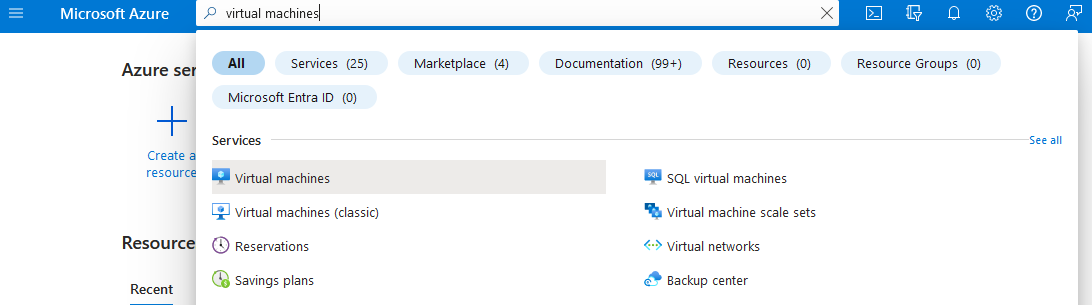 Microsoft Azure
virtual machines
Azure ser
Create a
resource
Resource
Recent
All
Services (25)
Marketplace (4)
Documentation (99+)
Resources (0)
Resource Groups (0)
Microsoft Entra ID (0)
Services
See all
Virtual machines
SQL virtual machines
Virtual machines (classic)
Virtual machine scale sets
Reservations
Virtual networks
Savings plans
Backup center